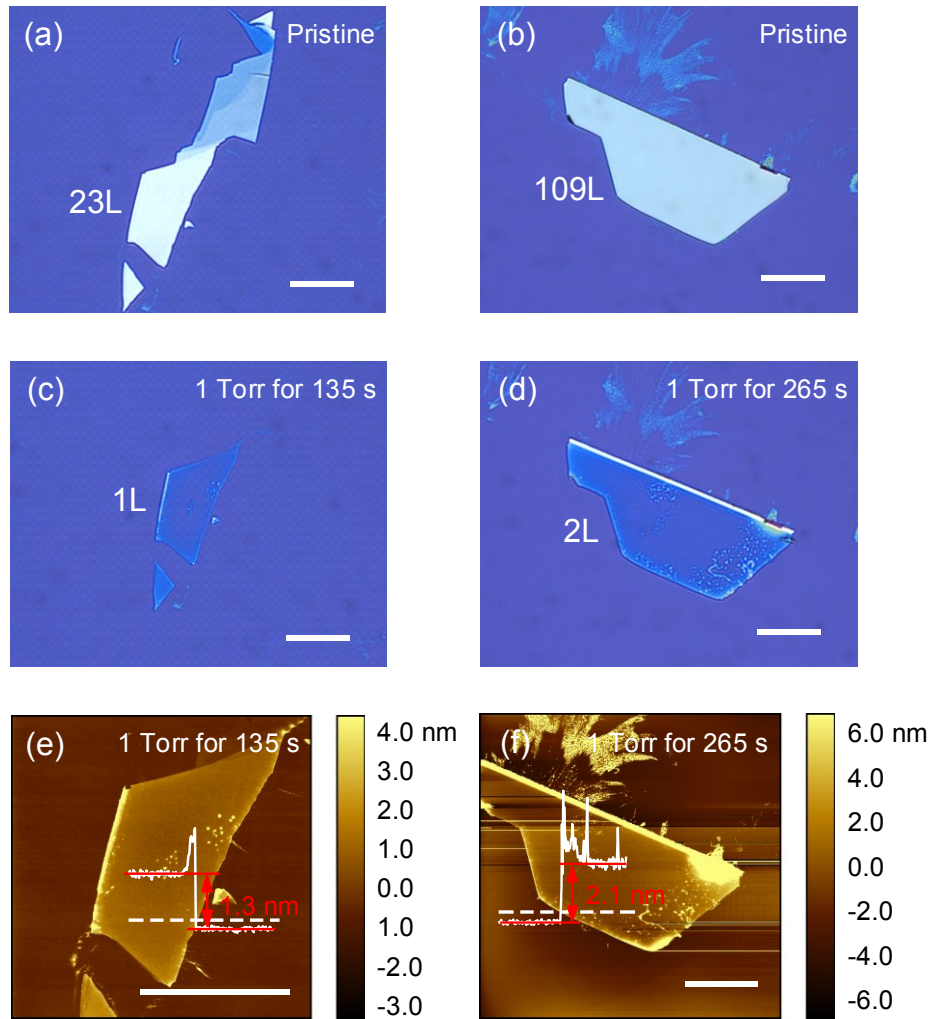 (a) Pristine
23L
(b) Pristine
109L
(c) 1 Torr for 135 s
1L
(d) 1 Torr for 265 s
2L
(e) 1 Torr for 135 s
1.3 nm
4.0 nm
3.0
2.0
1.0
0.0
1.0
-2.0
-3.0
(f) 1 Torr for 265 s
2.1 nm
6.0 nm
4.0
2.0
0.0
-2.0
-4.0
-6.0